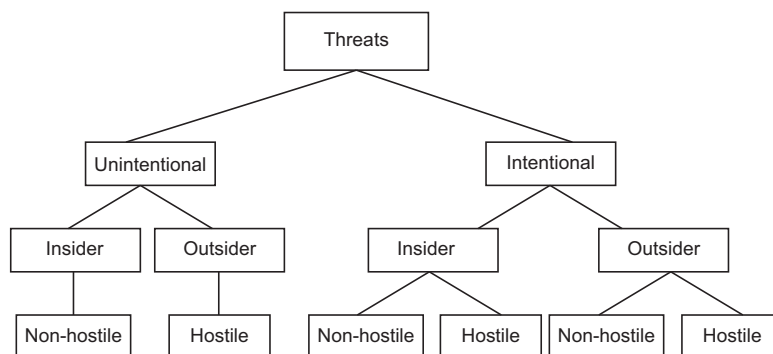 Threats
Unintentional
Intentional
Insider
Outsider
Insider
Outsider
Non-hostile
Hostile
Non-hostile
Hostile
Non-hostile
Hostile